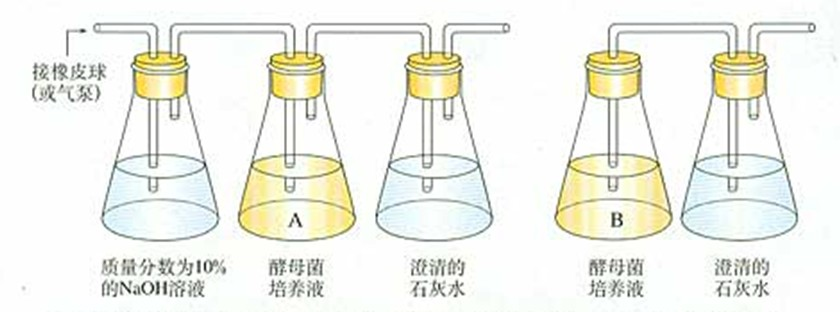 接橡皮球
(或气泵)
A
B
质量分数为10%
的NaOH溶液
酵母菌
培养液
澄清的
石灰水
酵母菌
培养液
澄清的
石灰水